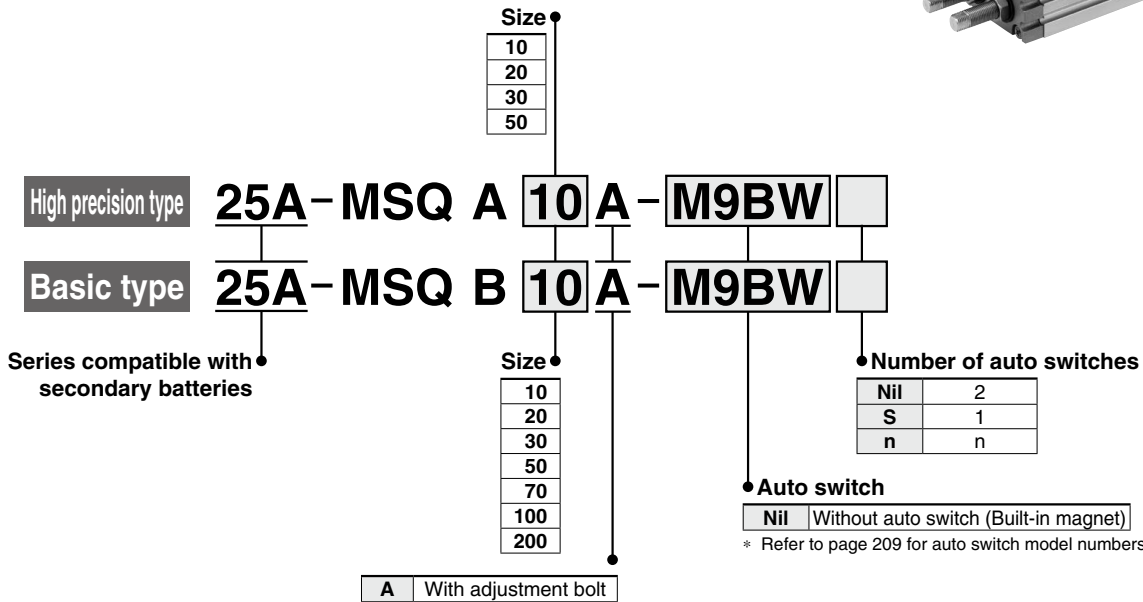 Size
10
20
30
50
High precision type 25A-MSQ A 10 A - M9BW
Basic type 25A-MSQ B 10 A - M9BW
Series compatible with
secondary batteries
Size
10
20
30
50
70
100
200
Number of auto switches
Nil 2
S 1
n n
Auto switch
Nil Without auto switch (Built-in magnet)
* Refer to page 209 for auto switch model numbers
A With adjustment bolt